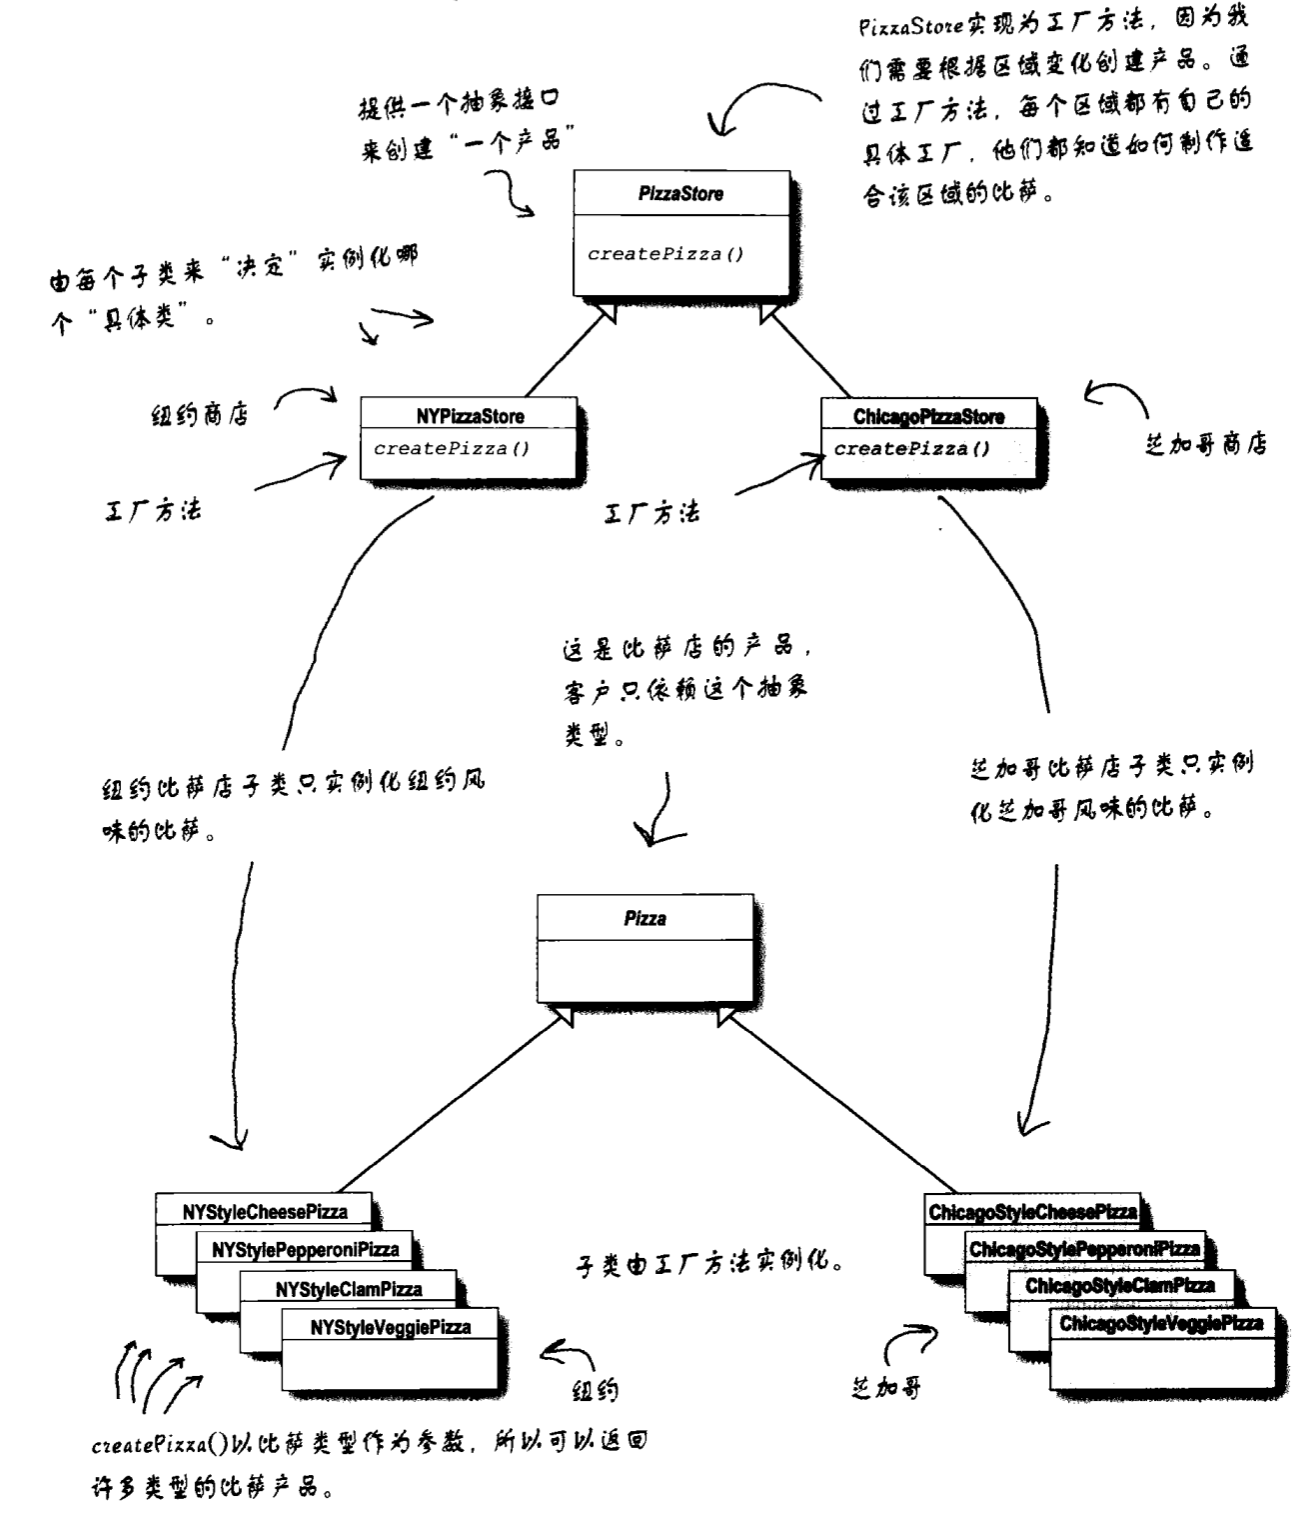 PizzaStore实现为工厂方法，因为我
们需要根据区域变化创建产品。通
过工厂方法，每个区域都有自己的
具体工厂，他们都知道如何制作适
合该区域的比萨。
提供一个抽象接口
来创建“一个产品”
PizzaStore
createPizza()
由每个子类来“决定”实例化哪
个“具体类”。
纽约商店
NYPizzaStore
createPizza()
工厂方法
ChicagoPizzaStore
createPizza()
芝加哥商店
工厂方法
这是比萨店的产品，
客户只依赖这个抽象
类型。
纽约比萨店子类只实例化纽约风
味的比萨。
芝加哥比萨店子类只实例
化芝加哥风味的比萨。
Pizza
NYStyleCheesePizza
NYStylePepperoniPizza
NYStyleClamPizza
NYStyleVeggiePizza
子类由工厂方法实例化。
ChicagoStyleCheesePizza
ChicagoStylePepperoniPizza
ChicagoStyleClamPizza
ChicagoStyleVeggiePizza
纽约
芝加哥
createPizza()以比萨类型作为参数，所以可以返回
许多类型的比萨产品。